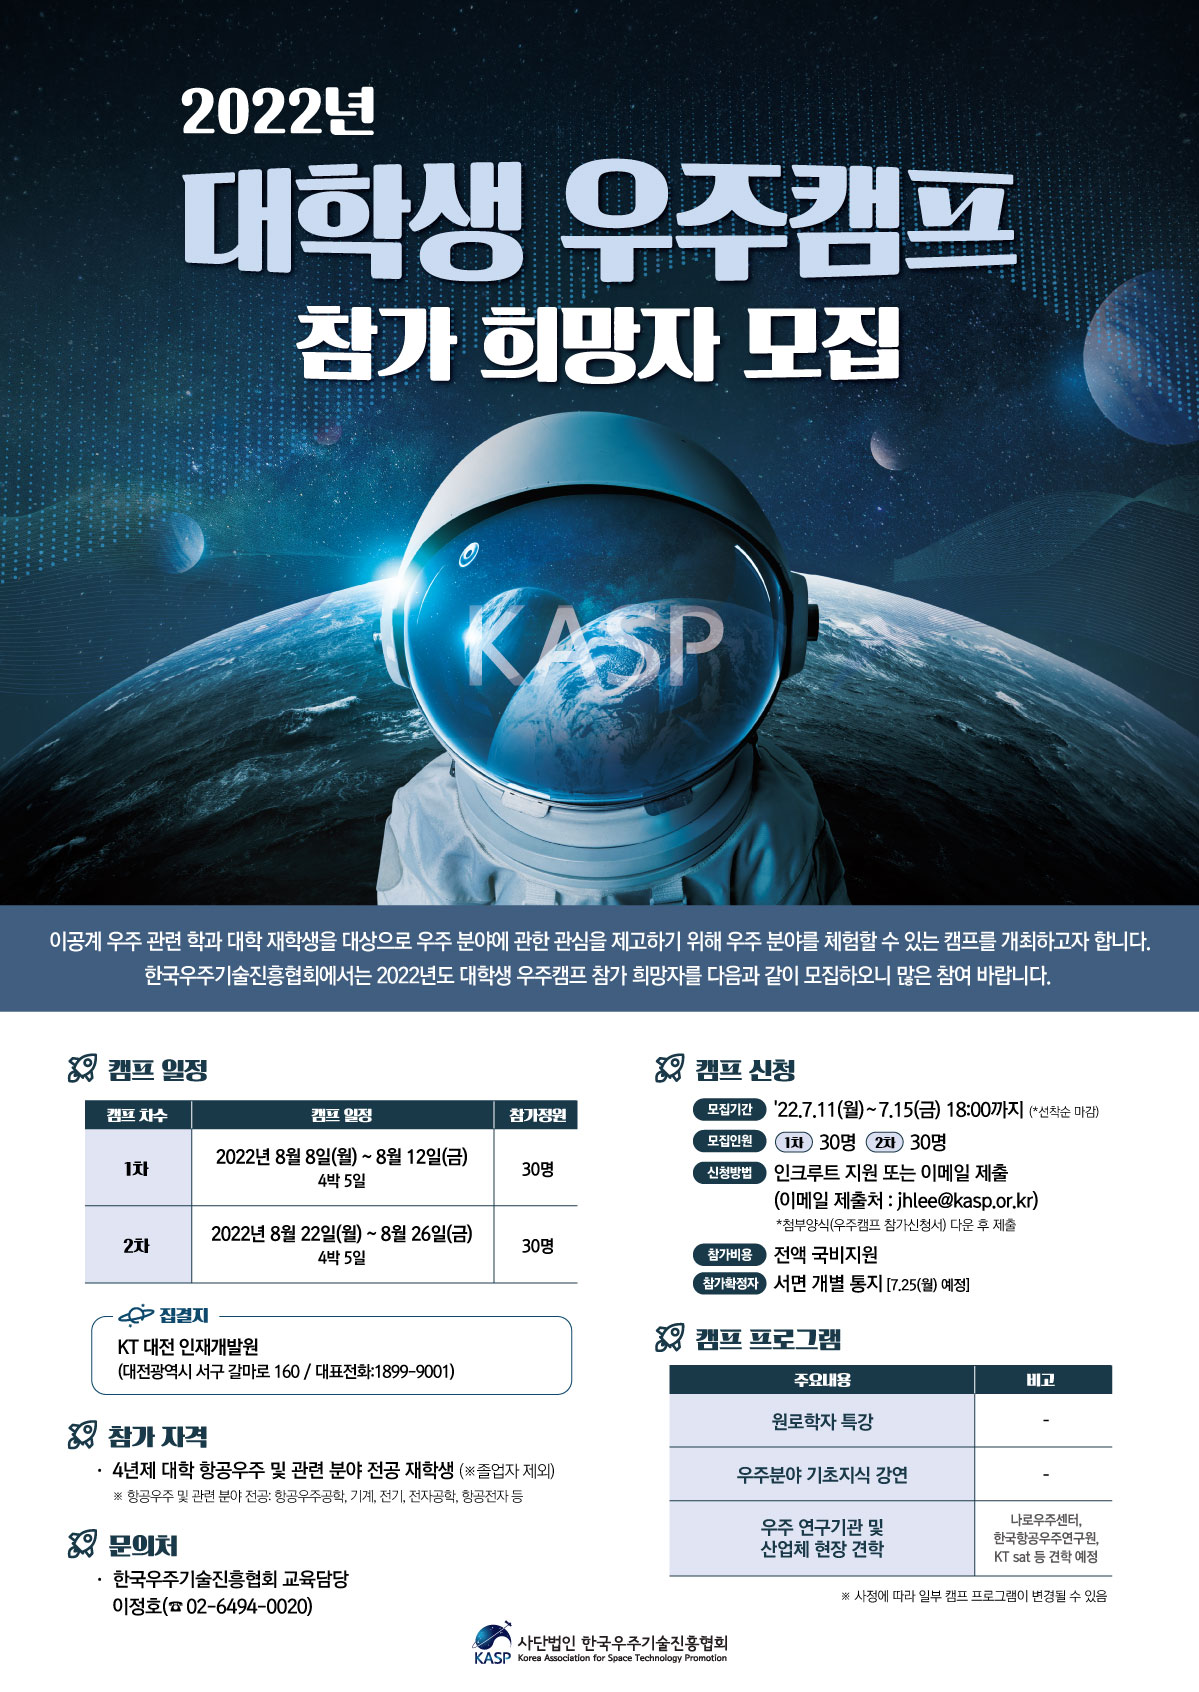 2022년
대학생 우주캠프
참가 희망자 모집
KASP
이공계 우주 관련 학과 대학 재학생을 대상으로 우주 분야에 관한 관심을 제고하기 위해 우주 분야를 체험할 수 있는 캠프를 개최하고자 합니다.
한국우주기술진흥협회에서는 2022년도 대학생 우주캠프 참가 희망자를 다음과 같이 모집하오니 많은 참여 바랍니다.
캠프 일정
캠프 차수 캠프 일정 참가정원
1차 2022년 8월 8일(월) ~ 8월 12일(금) 30명
4박 5일
2차 2022년 8월 22일(월) ~ 8월 26일(금) 30명
4박 5일
집결지
KT 대전 인재개발원
(대전광역시 서구 갈마로 160 / 대표전화:1899-9001)
참가 자격
· 4년제 대학 항공우주 및 관련 분야 전공 재학생 (※졸업자 제외)
※ 항공우주 및 관련 분야 전공: 항공우주공학, 기계, 전기, 전자공학, 항공전자 등
문의처
· 한국우주기술진흥협회 교육담당
이정호(☎ 02-6494-0020)
캠프 신청
모집기간 '22.7.11(월)~7.15(금) 18:00까지 (*선착순 마감)
모집인원 1차 30명 2차 30명
신청방법 인크루트 지원 또는 이메일 제출
(이메일 제출처 : jhlee@kasp.or.kr)
*첨부양식(우주캠프 참가신청서) 다운 후 제출
참가비용 전액 국비지원
참가확정자 서면 개별 통지 [7.25(월) 예정]
캠프 프로그램
주요내용 비고
원로학자 특강 -
우주분야 기초지식 강연 -
우주 연구기관 및
산업체 현장 견학
나로우주센터,
한국항공우주연구원,
KT sat 등 견학 예정
※ 사정에 따라 일부 캠프 프로그램이 변경될 수 있음
KASP
사단법인 한국우주기술진흥협회
Korea Association for Space Technology Promotion